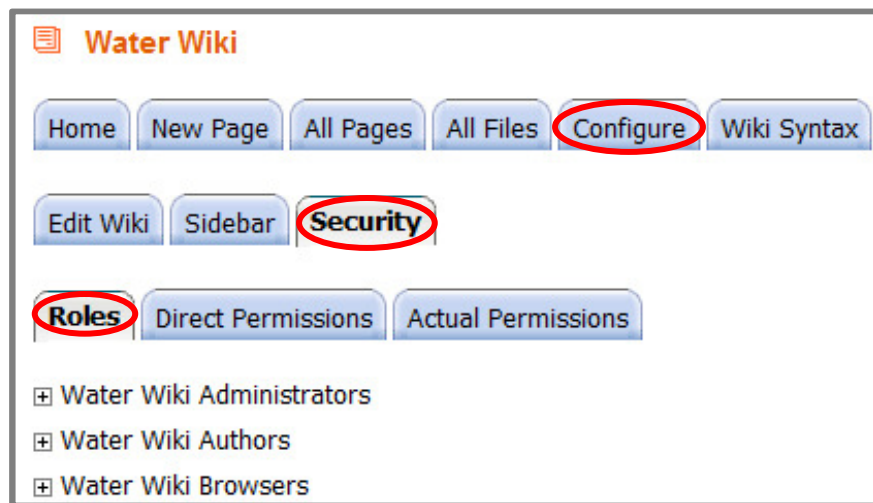 Water Wiki
Home New Page All Pages All Files Configure Wiki Syntax
Edit Wiki Sidebar Security
Roles Direct Permissions Actual Permissions
Water Wiki Administrators
Water Wiki Authors
Water Wiki Browsers